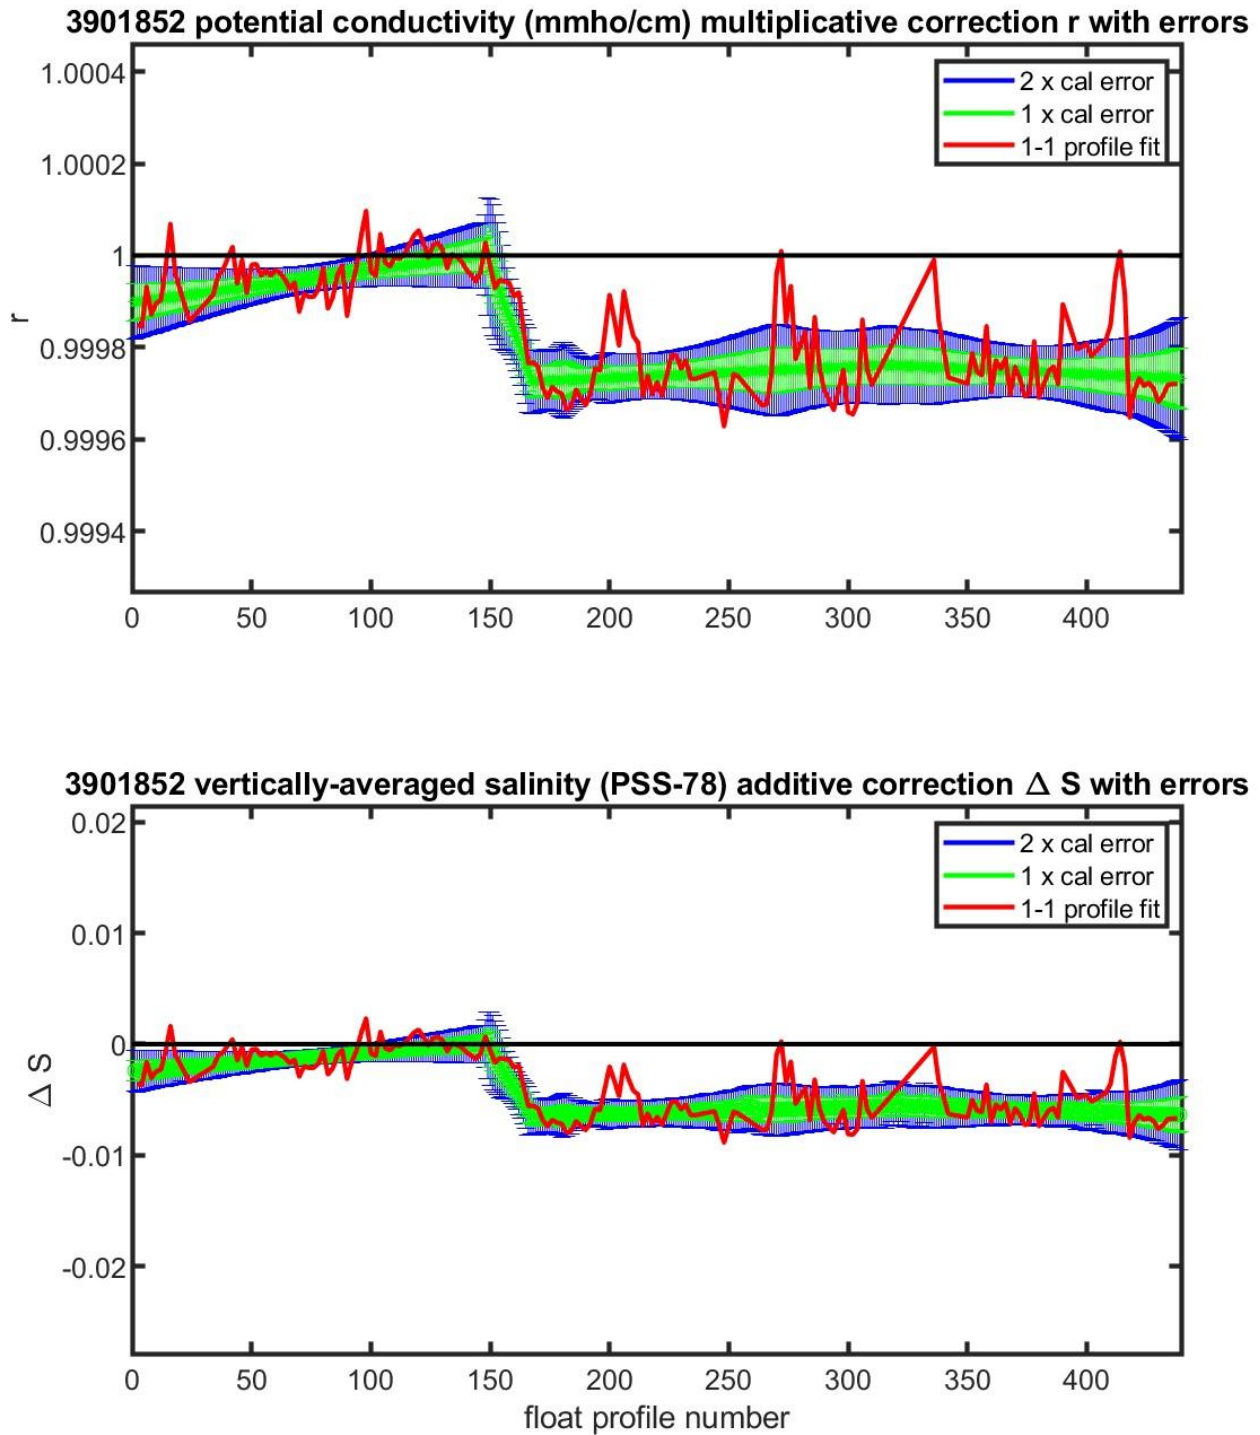 3901852 potential conductivity (mmho/cm) multiplicative correction r with errors
1.0004
1.0002
1
0.9998
0.9996
0.9994
r
2 x cal error
1 x cal error
1-1 profile fit
0 50 100 150 200 250 300 350 400
3901852 vertically-averaged salinity (PSS-78) additive correction Δ S with errors
0.02
0.01
0
-0.01
-0.02
Δ S
2 x cal error
1 x cal error
1-1 profile fit
0 50 100 150 200 250 300 350 400
float profile number